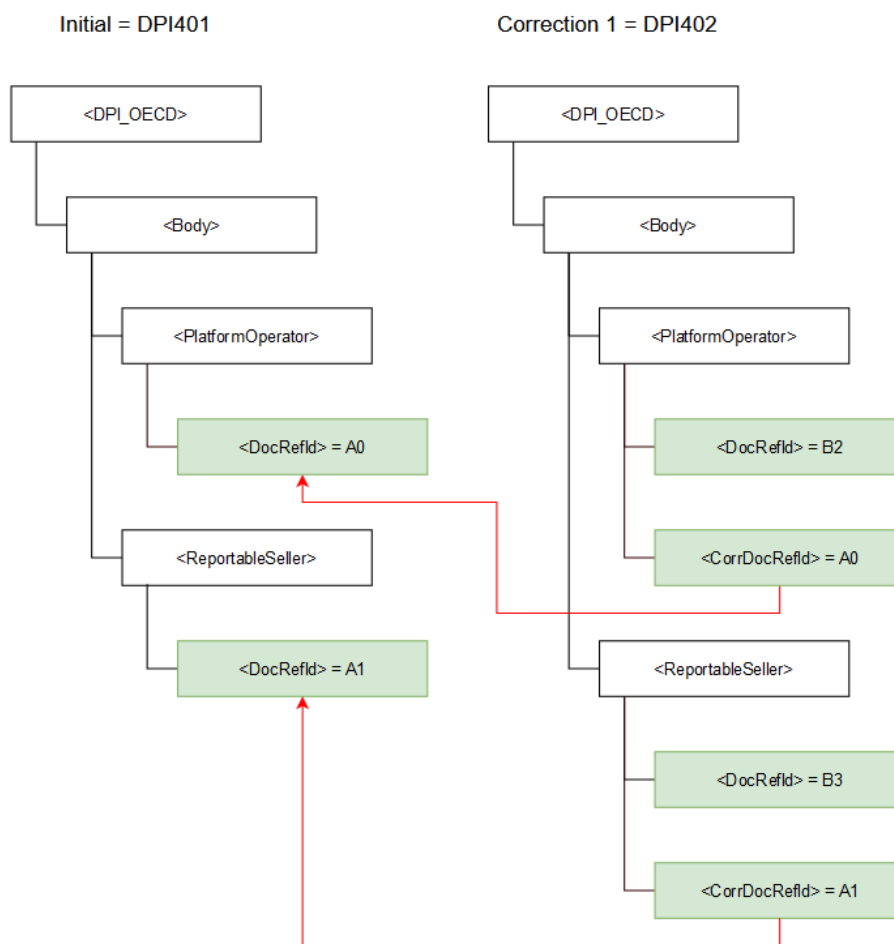 Initial = DPI401
<DPI_OECD>
<Body>
<PlatformOperator>
<DocRefId> = A0
<ReportableSeller>
<DocRefId> = A1
Correction 1 = DPI402
<DPI_OECD>
<Body>
<PlatformOperator>
<DocRefId> = B2
<CorrDocRefId> = A0
<ReportableSeller>
<DocRefId> = B3
<CorrDocRefId> = A1